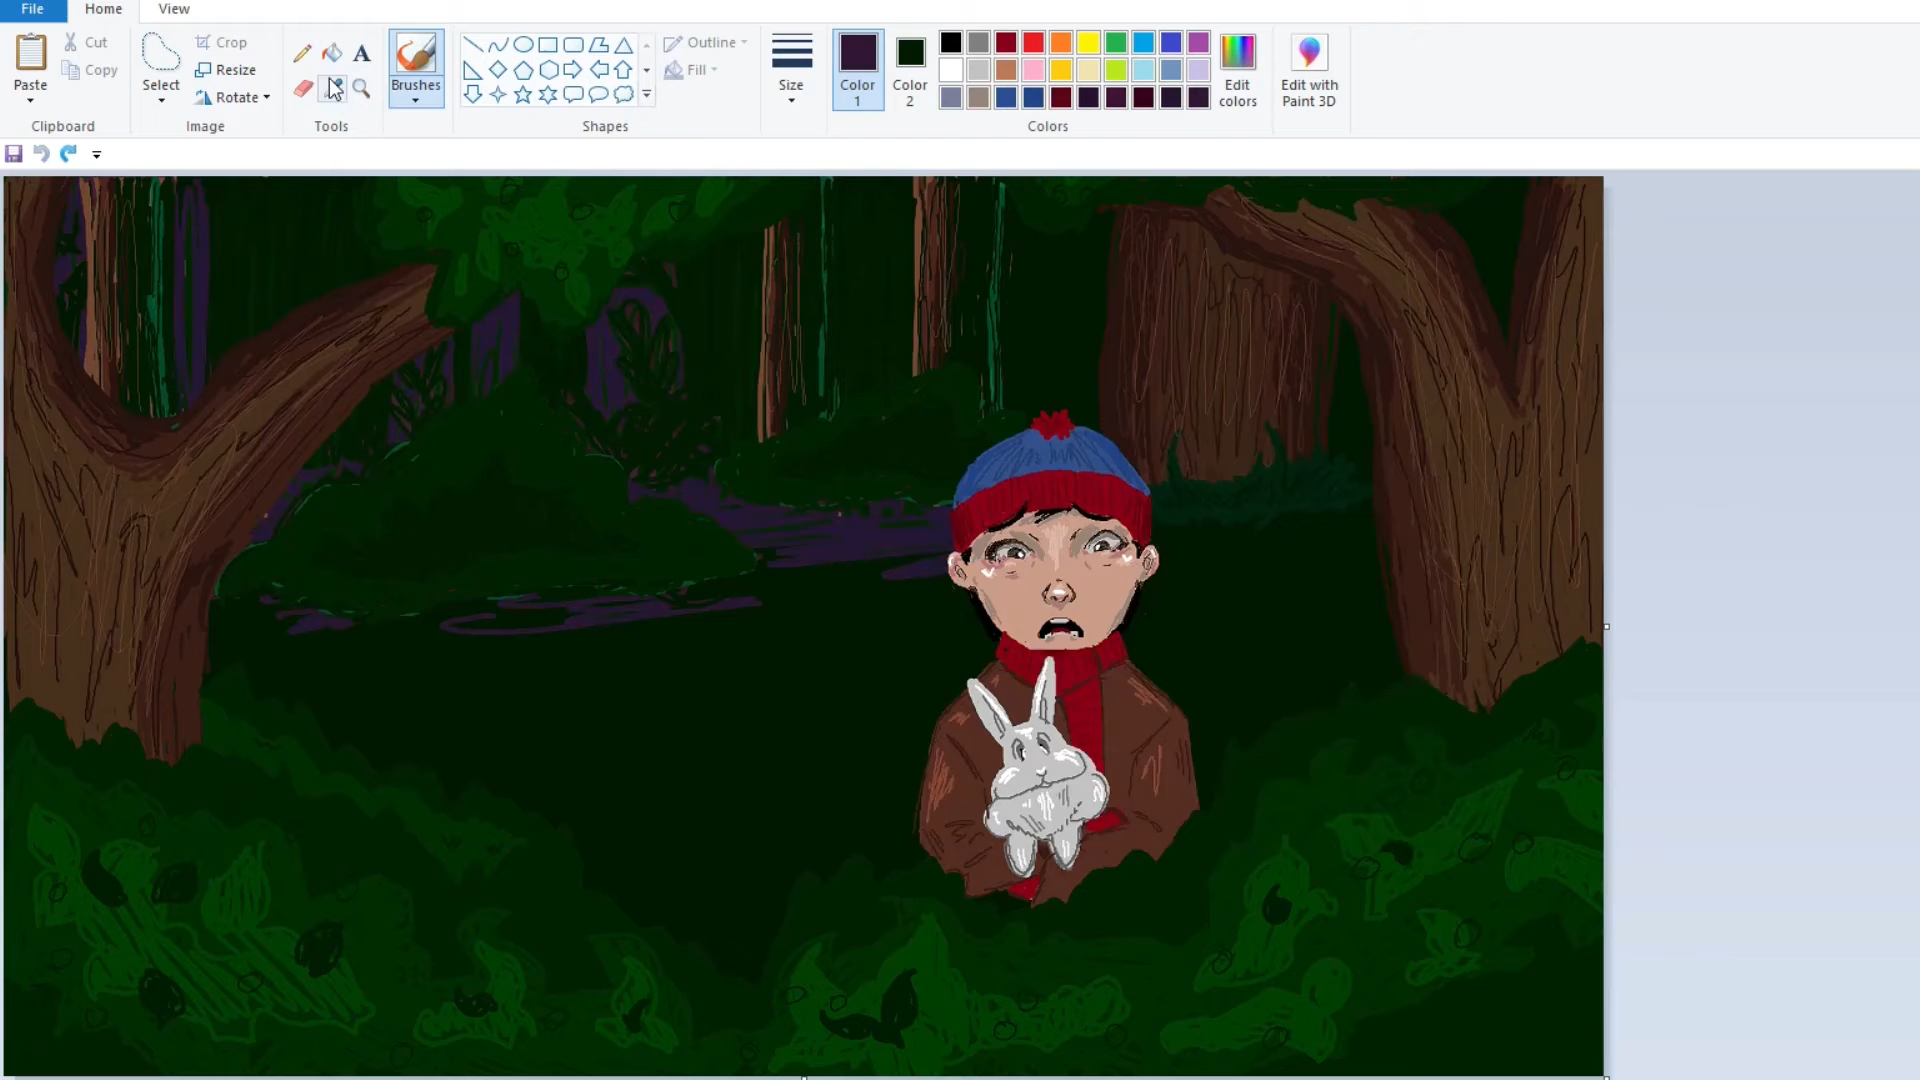 File Home View
Paste
Cut
Copy
Clipboard
Select
Crop
Resize
Rotate
Image
A
Tools
Brushes
Shapes
Outline
Fill
Size
Color 1
Color 2
Colors
Edit colors
Edit with Paint 3D